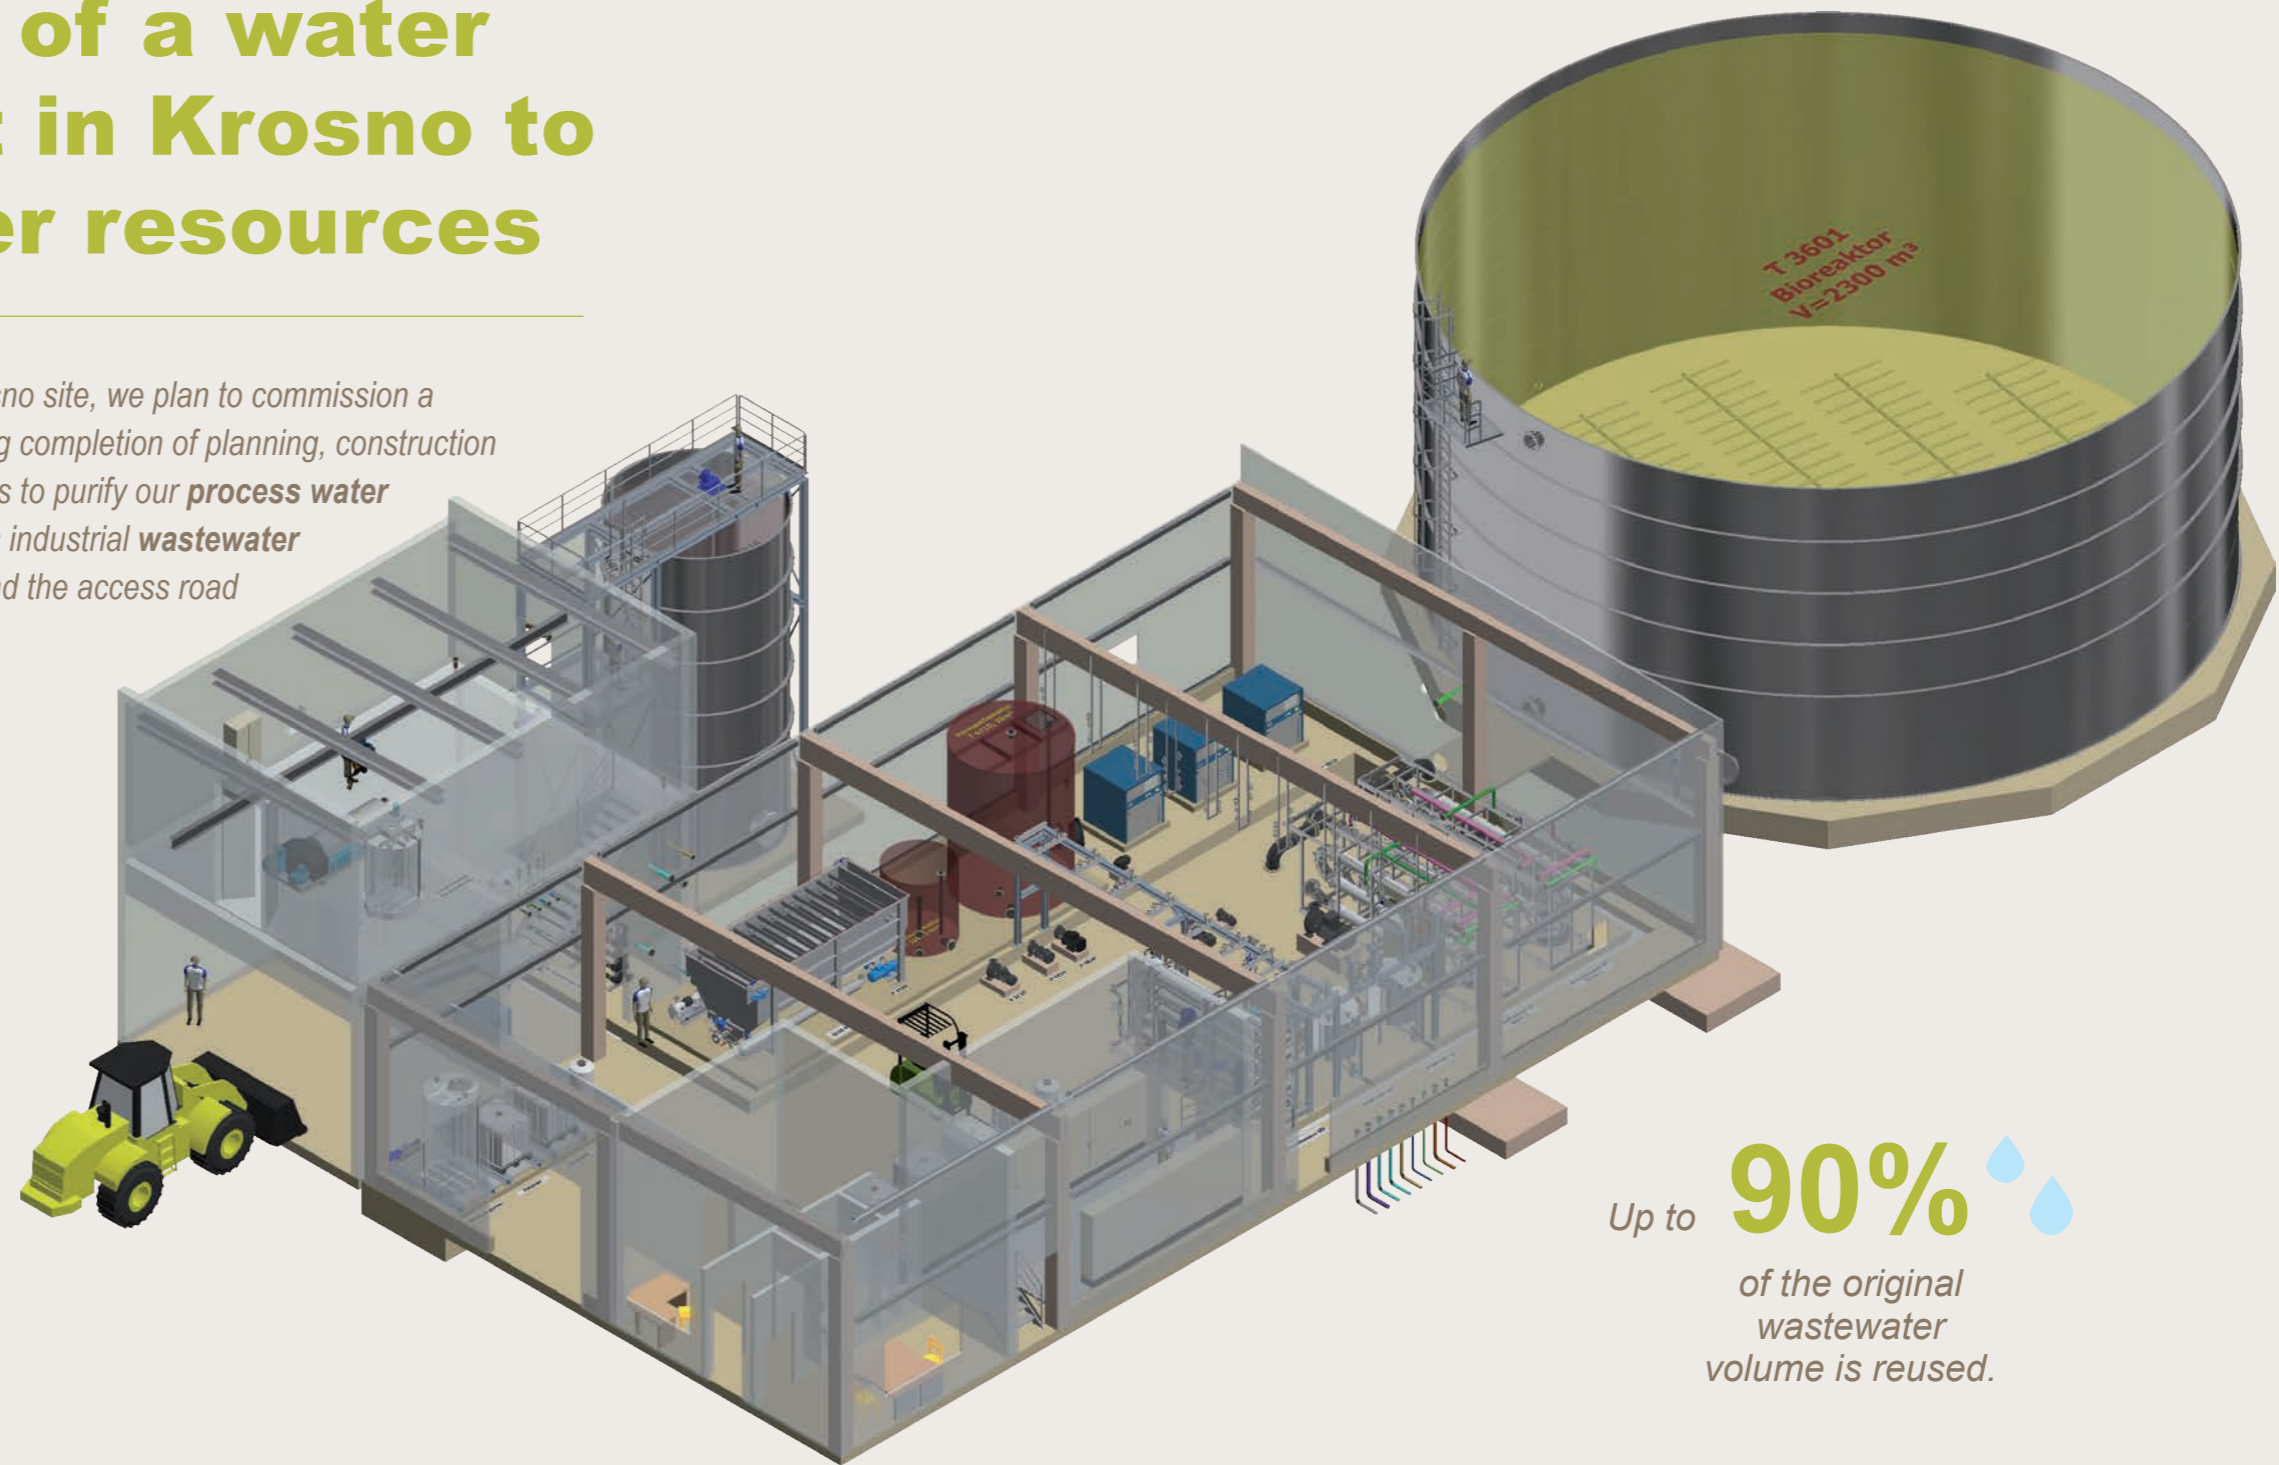 of a water
in Krosno to
er resources
no site, we plan to commission a
g completion of planning, construction
s to purify our process water
industrial wastewater
d the access road
T 3601
Bioreaktor
V=2300 m³
Up to 90%
of the original
wastewater
volume is reused.